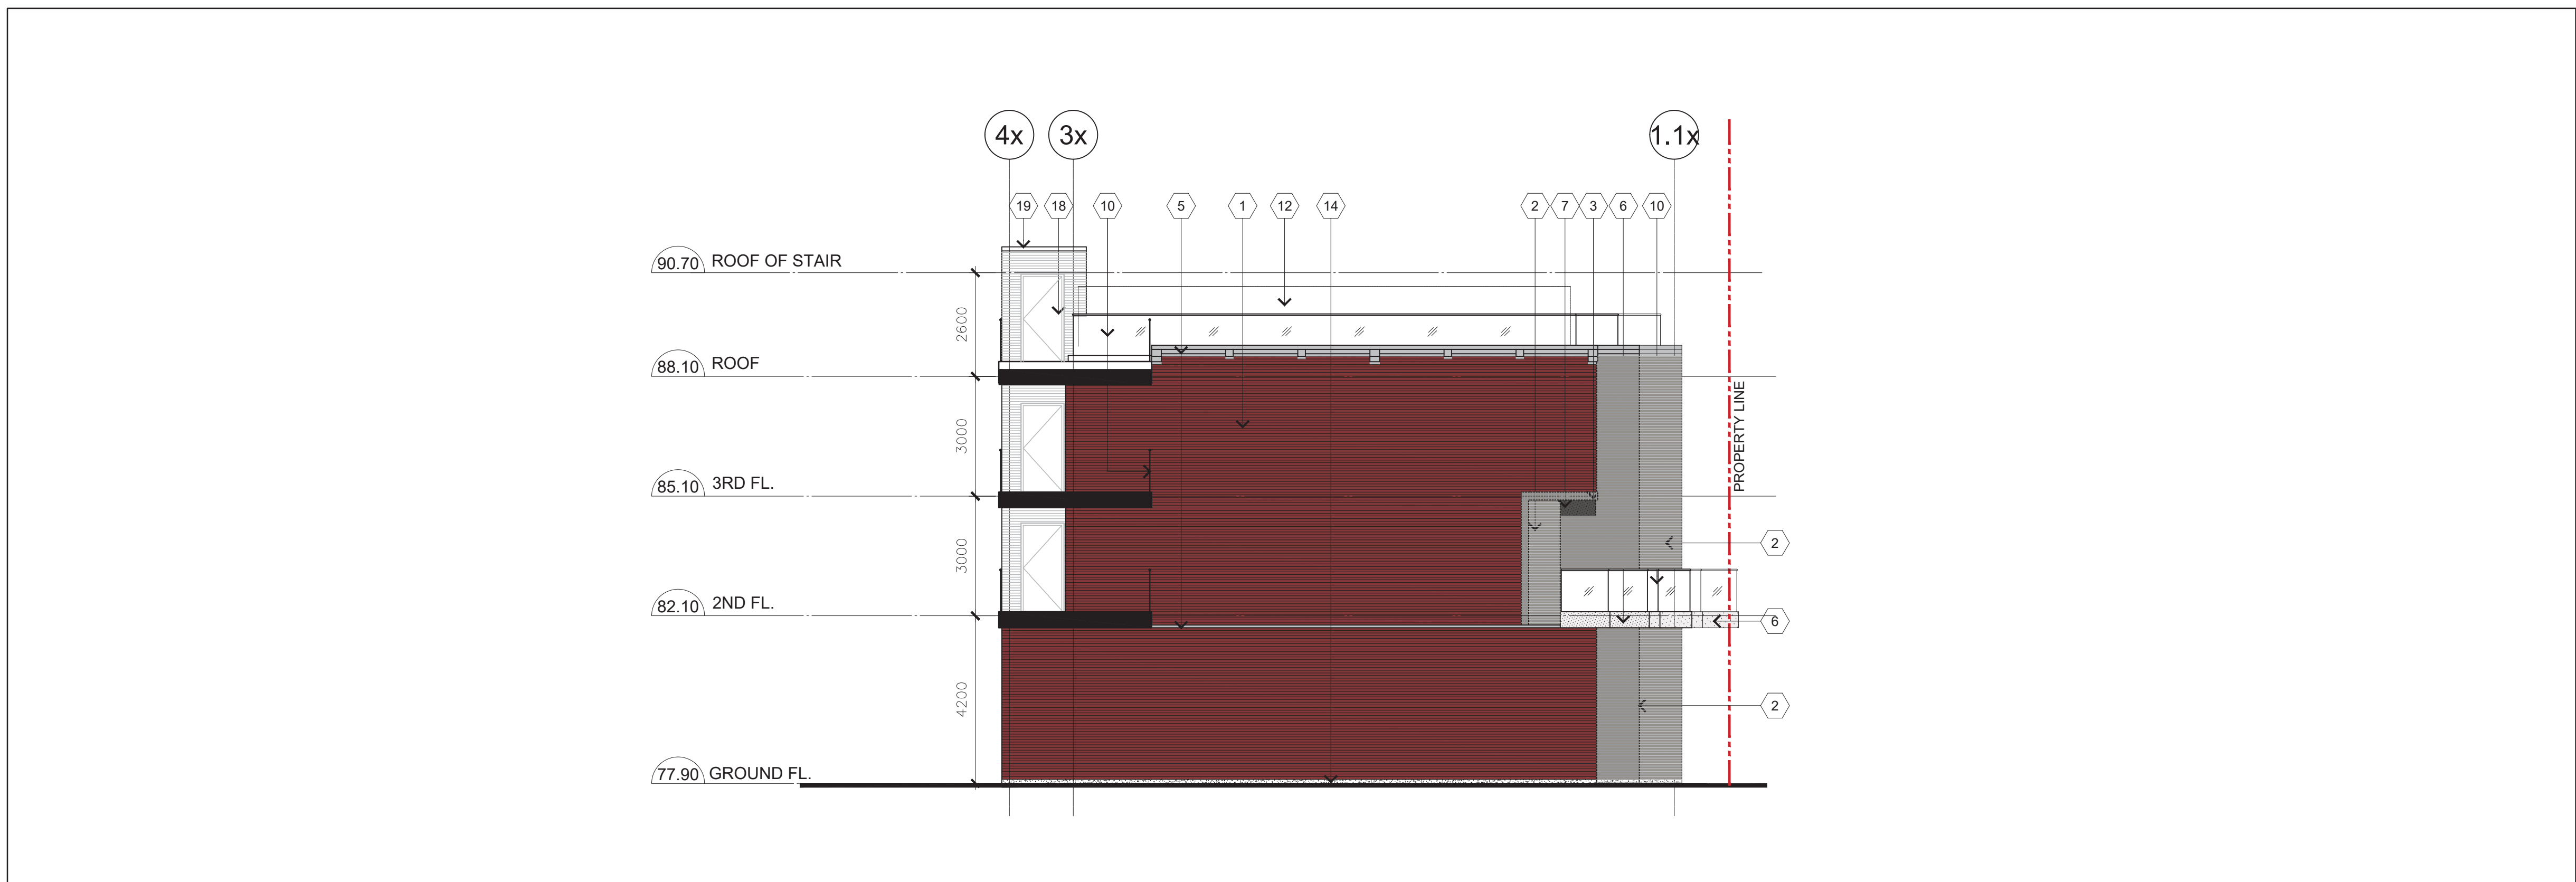 4x 3x 1.1x
19 18 10 5 1 12 14 2 7 3 6 10
90.70 ROOF OF STAIR
2600
88.10 ROOF
PROPERTY LINE
3000
85.10 3RD FL.
2
3000
82.10 2ND FL.
6
4200
2
77.90 GROUND FL.